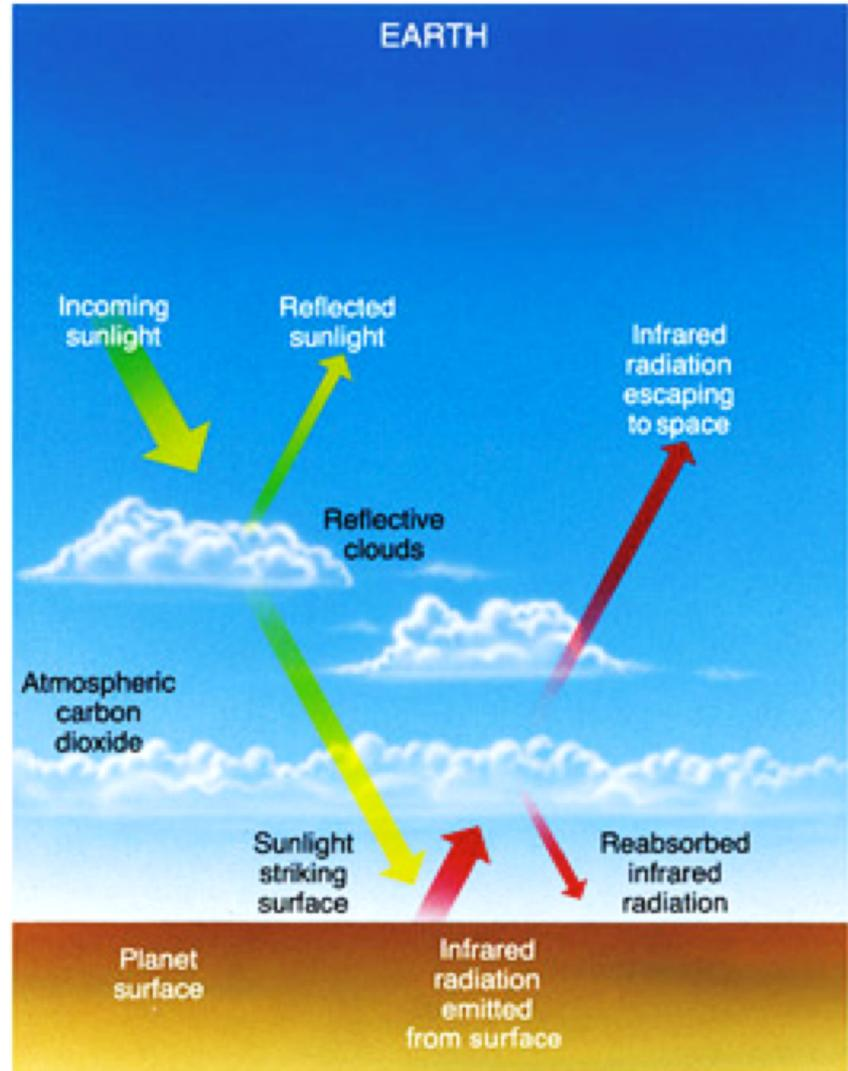 EARTH
Incoming
sunlight
Reflected
sunlight
Infrared
radiation
escaping
to space
Reflective
clouds
Atmospheric
carbon
dioxide
Sunlight
striking
surface
Reabsorbed
infrared
radiation
Planet
surface
Infrared
radiation
emitted
from surface